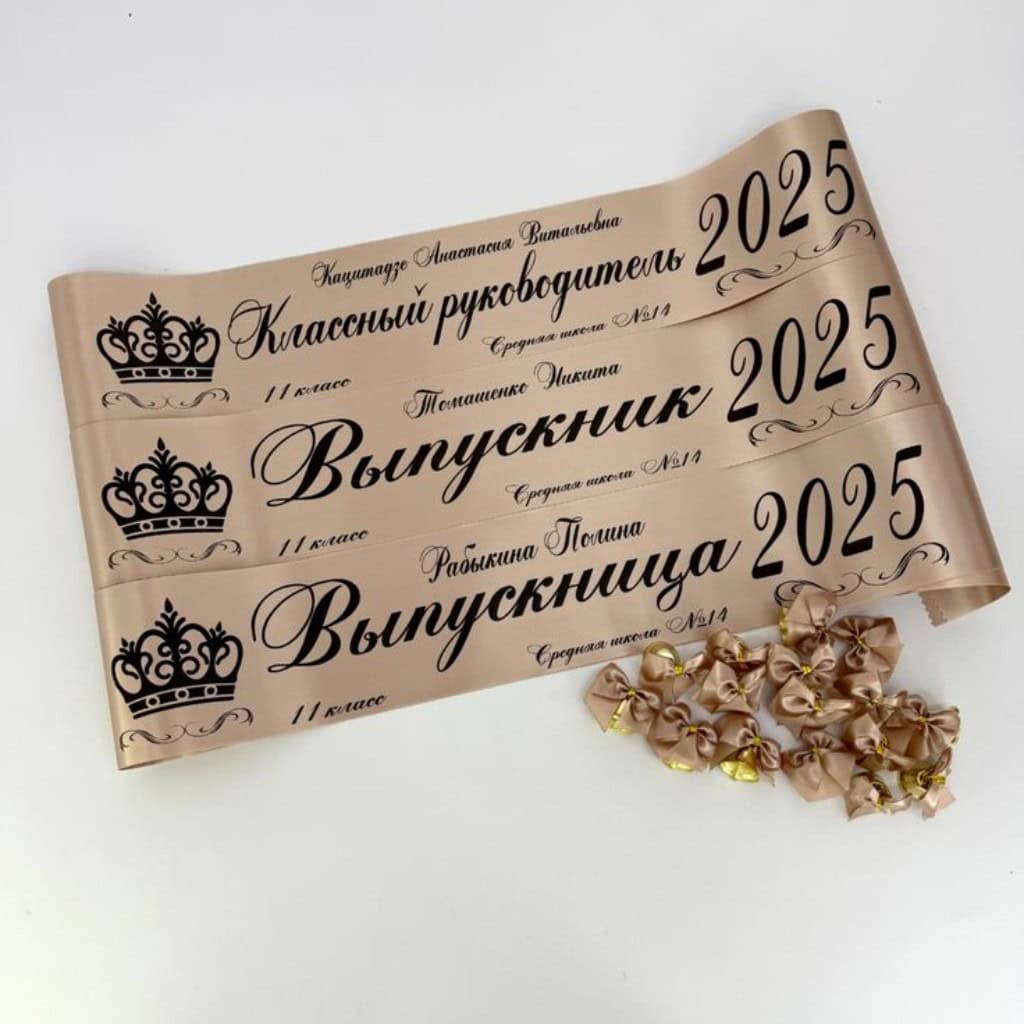 Кацитадзе Анастасия Витальевна
Классный руководитель
2025
11 класс
Средняя школа №14
Томашенко Никита
Выпускник
2025
11 класс
Средняя школа №14
Рабыкина Полина
Выпускница
2025
11 класс
Средняя школа №14